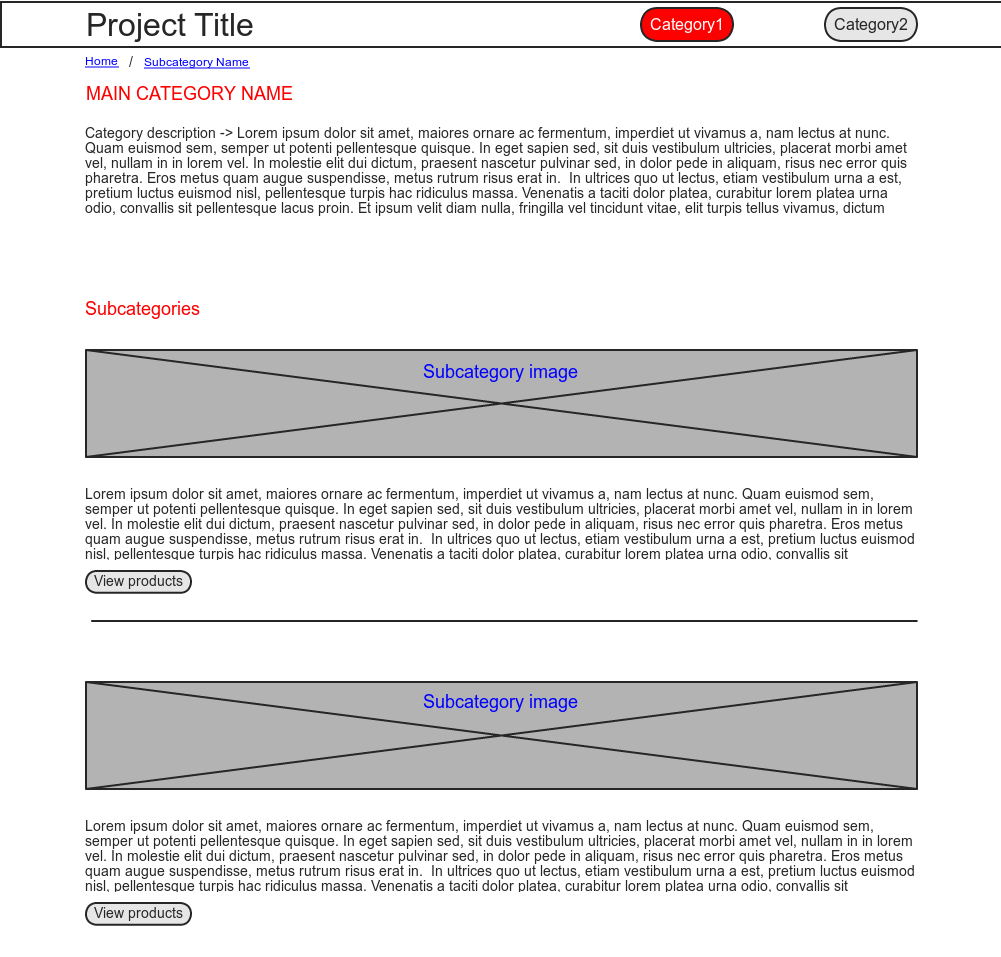 Project Title
Category1
Category2
Home / Subcategory Name
MAIN CATEGORY NAME
Category description -> Lorem ipsum dolor sit amet, maiores ornare ac fermentum, imperdiet ut vivamus a, nam lectus at nunc.
Quam euismod sem, semper ut potenti pellentesque quisque. In eget sapien sed, sit duis vestibulum ultricies, placerat morbi amet
vel, nullam in in lorem vel. In molestie elit dui dictum, praesent nascetur pulvinar sed, in dolor pede in aliquam, risus nec error quis
pharetra. Eros metus quam augue suspendisse, metus rutrum risus erat in.  In ultrices quo ut lectus, etiam vestibulum urna a est,
pretium luctus euismod nisl, pellentesque turpis hac ridiculus massa. Venenatis a taciti dolor platea, curabitur lorem platea urna
odio, convallis sit pellentesque lacus proin. Et ipsum velit diam nulla, fringilla vel tincidunt vitae, elit turpis tellus vivamus, dictum
Subcategories
Subcategory image
Lorem ipsum dolor sit amet, maiores ornare ac fermentum, imperdiet ut vivamus a, nam lectus at nunc. Quam euismod sem,
semper ut potenti pellentesque quisque. In eget sapien sed, sit duis vestibulum ultricies, placerat morbi amet vel, nullam in in lorem
vel. In molestie elit dui dictum, praesent nascetur pulvinar sed, in dolor pede in aliquam, risus nec error quis pharetra. Eros metus
quam augue suspendisse, metus rutrum risus erat in.  In ultrices quo ut lectus, etiam vestibulum urna a est, pretium luctus euismod
nisl, pellentesque turpis hac ridiculus massa. Venenatis a taciti dolor platea, curabitur lorem platea urna odio, convallis sit
View products
Subcategory image
Lorem ipsum dolor sit amet, maiores ornare ac fermentum, imperdiet ut vivamus a, nam lectus at nunc. Quam euismod sem,
semper ut potenti pellentesque quisque. In eget sapien sed, sit duis vestibulum ultricies, placerat morbi amet vel, nullam in in lorem
vel. In molestie elit dui dictum, praesent nascetur pulvinar sed, in dolor pede in aliquam, risus nec error quis pharetra. Eros metus
quam augue suspendisse, metus rutrum risus erat in.  In ultrices quo ut lectus, etiam vestibulum urna a est, pretium luctus euismod
nisl, pellentesque turpis hac ridiculus massa. Venenatis a taciti dolor platea, curabitur lorem platea urna odio, convallis sit
View products